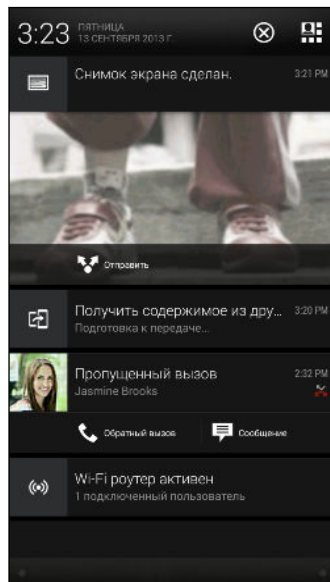 3:23
ПЯТНИЦА
13 СЕНТЯБРЯ 2013 Г.
Снимок экрана сделан.
3:21 PM
Отправить
Получить содержимое из дру...
3:20 PM
Подготовка к передаче...
Пропущенный вызов
2:32 PM
Jasmine Brooks
Обратный вызов
Сообщение
Wi-Fi роутер активен
1 подключенный пользователь